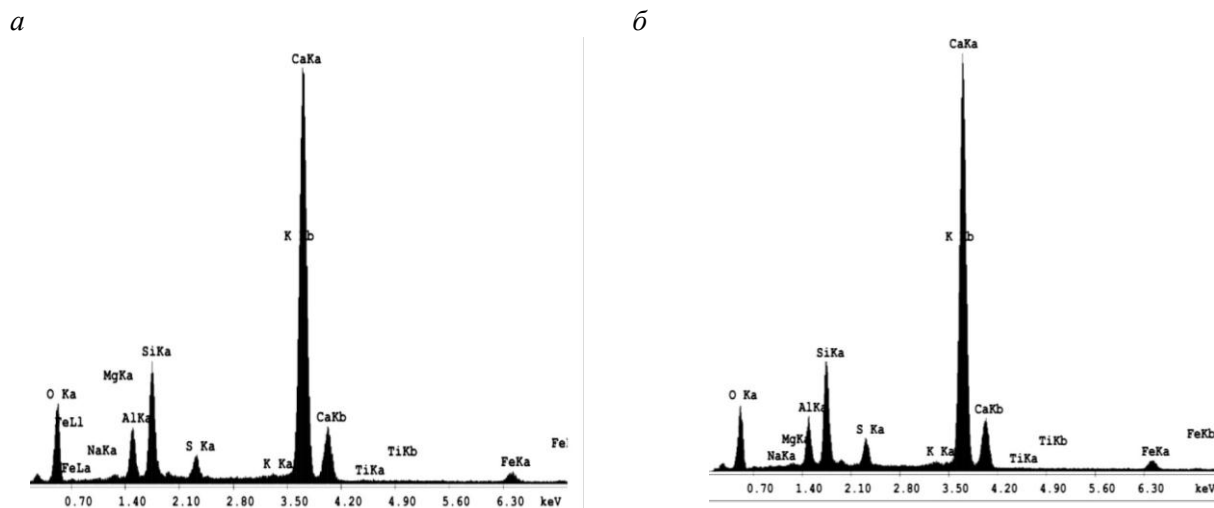 а
CaKa
K Kb
SiKa
MgKa
O Ka
AlKa
FeLl
CaKb
NaKa
S Ka
TiKb
K Ka
FeKa
FeLa
TiKa
0.70 1.40 2.10 2.80 3.50 4.20 4.90 5.60 6.30 keV
б
CaKa
K Kb
SiKa
O Ka
AlKa
CaKb
S Ka
MgKa
TiKb
FeKb
NaKa
K Ka
TiKa
FeKa
0.70 1.40 2.10 2.80 3.50 4.20 4.90 5.60 6.30 keV